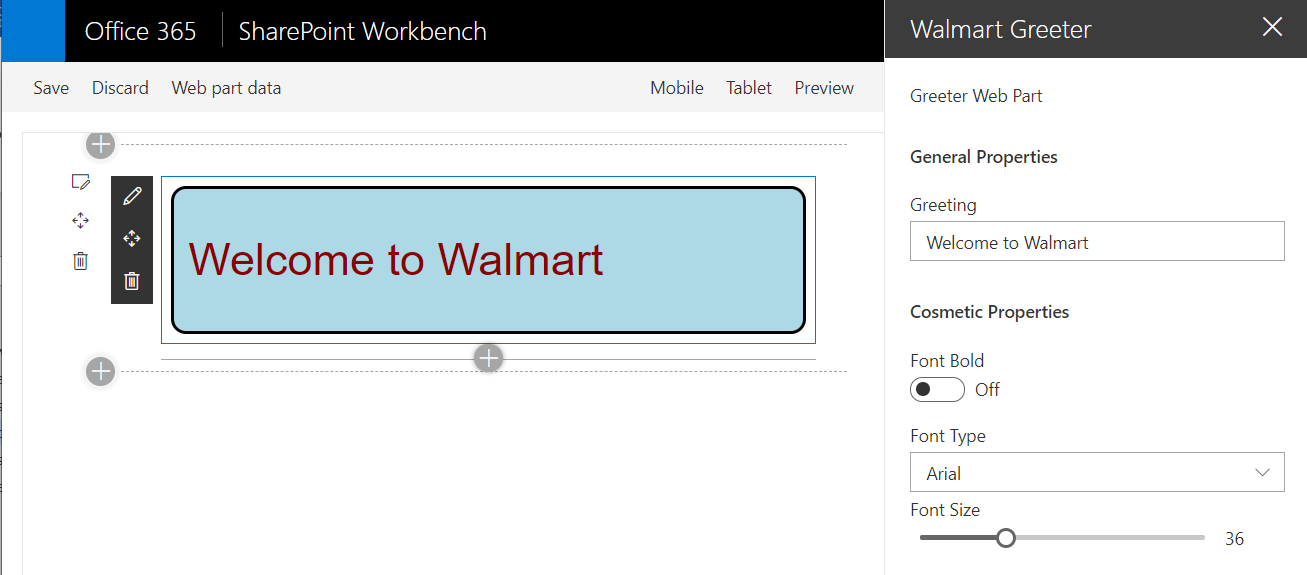 Office 365 SharePoint Workbench
Save Discard Web part data Mobile Tablet Preview
Welcome to Walmart
Walmart Greeter
Greeter Web Part
General Properties
Greeting
Welcome to Walmart
Cosmetic Properties
Font Bold
Off
Font Type
Arial
Font Size
36